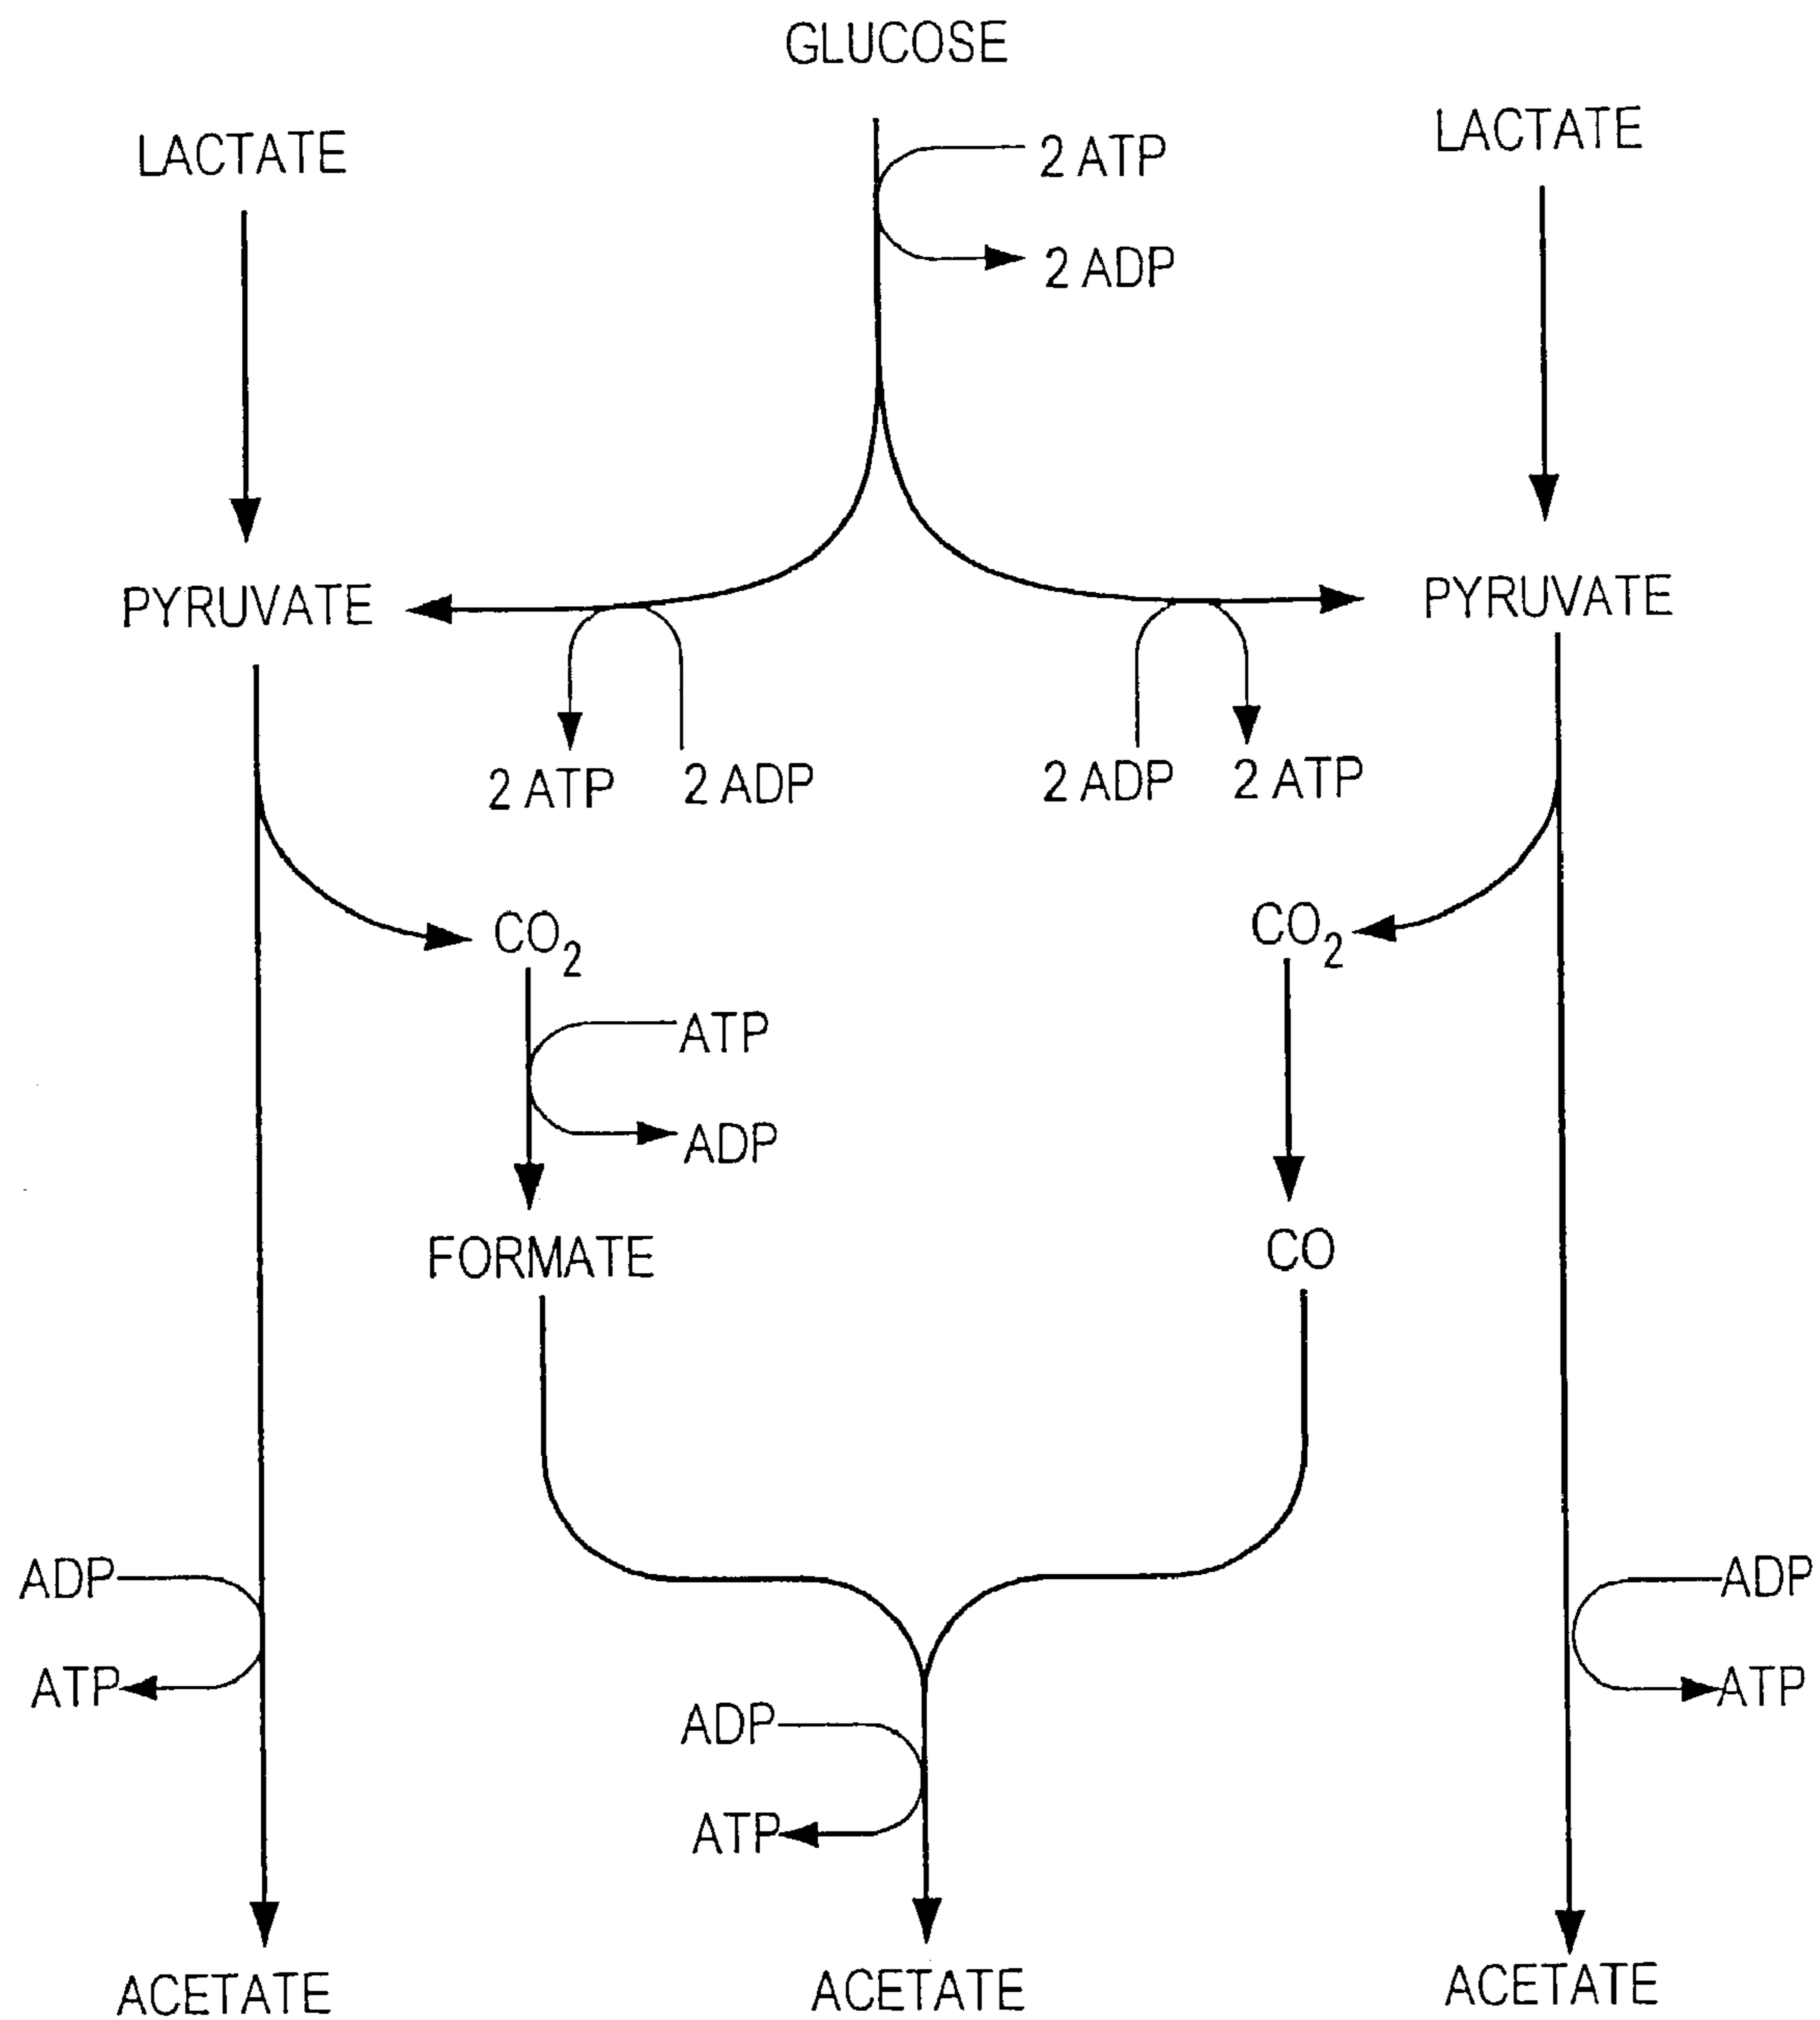 GLUCOSE
LACTATE
LACTATE
2 ATP
2 ADP
PYRUVATE
PYRUVATE
2 ATP
2 ADP
2 ADP
2 ATP
CO₂
CO₂
ATP
ADP
FORMATE
CO
ADP
ATP
ADP
ATP
ADP
ATP
ACETATE
ACETATE
ACETATE